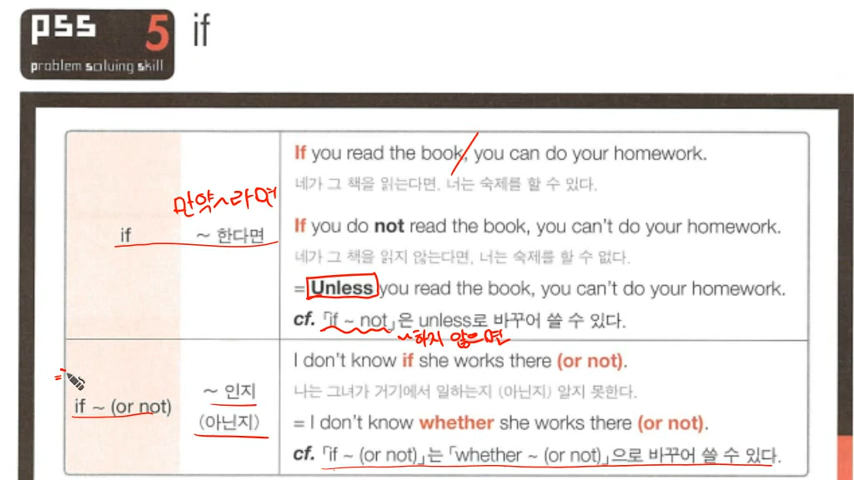 pss 5 if
problem solving skill
If you read the book, you can do your homework.
네가 그 책을 읽는다면, 너는 숙제를 할 수 있다.
만약~라면
if ~ 한다면
If you do not read the book, you can't do your homework.
네가 그 책을 읽지 않는다면, 너는 숙제를 할 수 없다.
= Unless you read the book, you can't do your homework.
cf. 「if ~ not」은 unless로 바꾸어 쓸 수 있다.
~하지 않으면
I don't know if she works there (or not).
나는 그녀가 거기에서 일하는지 (아닌지) 알지 못한다.
if ~ (or not) ~ 인지
(아닌지)
= I don't know whether she works there (or not).
cf. 「if ~ (or not)」는 「whether ~ (or not)」으로 바꾸어 쓸 수 있다.